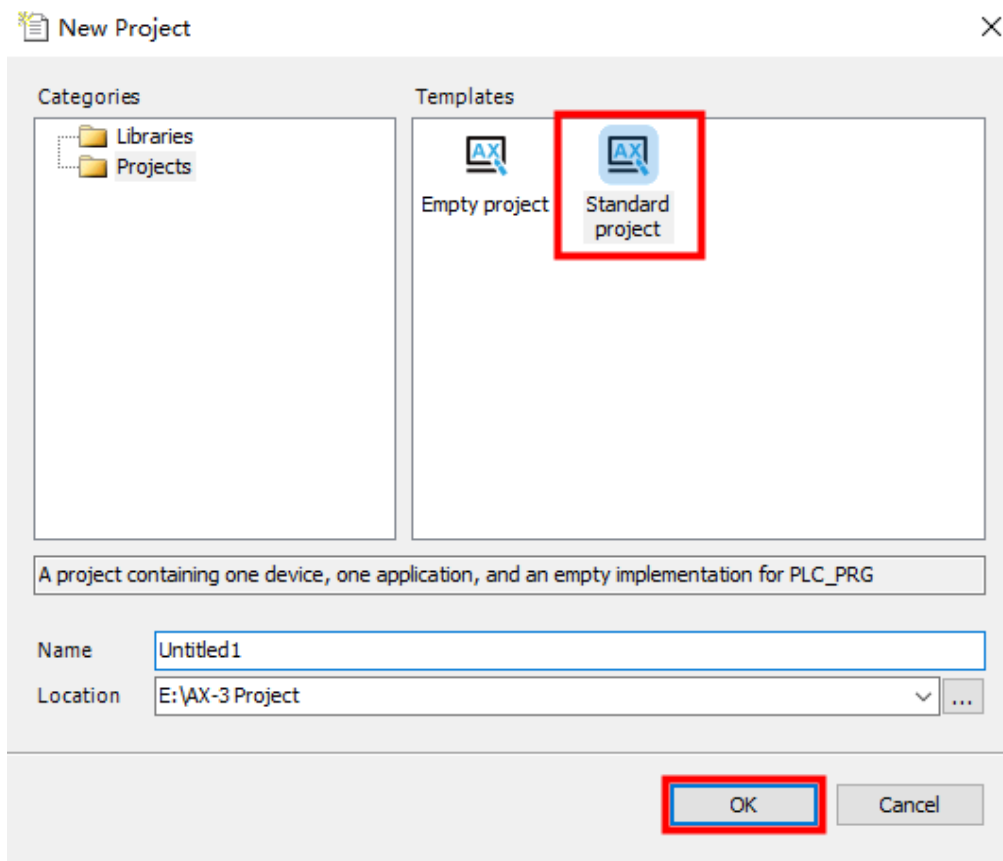 New Project
Categories
Templates
Libraries
Projects
AX
Empty project
AX
Standard
project
A project containing one device, one application, and an empty implementation for PLC_PRG
Name
Untitled1
Location
E:\AX-3 Project
...
OK
Cancel